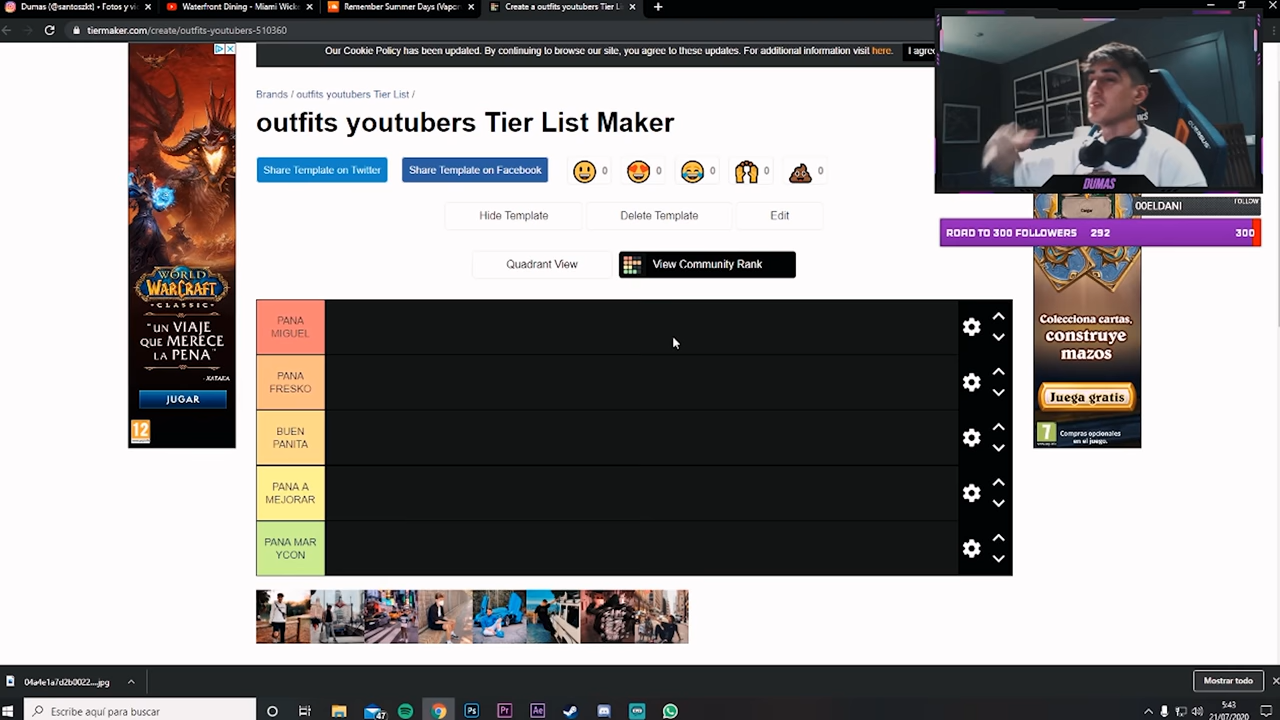 Dumas (@santoszkt) • Fotos y vi
Waterfront Dining - Miami Wick
Remember Summer Days (Vapor
Create a outfits youtubers Tier Li
tiermaker.com/create/outfits-youtubers-510360
Our Cookie Policy has been updated. By continuing to browse our site, you agree to these updates. For additional information visit here.
I agre
Brands / outfits youtubers Tier List /
outfits youtubers Tier List Maker
Share Template on Twitter
Share Template on Facebook
0
0
0
0
0
DUMAS
00ELDANI
FOLLOW
ROAD TO 300 FOLLOWERS 292 300
Hide Template
Delete Template
Edit
Quadrant View
View Community Rank
WORLD
WARCRAFT
CLASSIC
"UN VIAJE
QUE MERECE
LA PENA"
- XATAKA
JUGAR
12
PANA
MIGUEL
PANA
FRESKO
BUEN
PANITA
PANA A
MEJORAR
PANA MAR
YCON
Colecciona cartas,
construye
mazos
Juega gratis
7
Compras opcionales
en el juego.
04a4e1a7d2b0022....jpg
Mostrar todo
Escribe aquí para buscar
47
Ps
Pr
Ae
5:43
21/07/2020